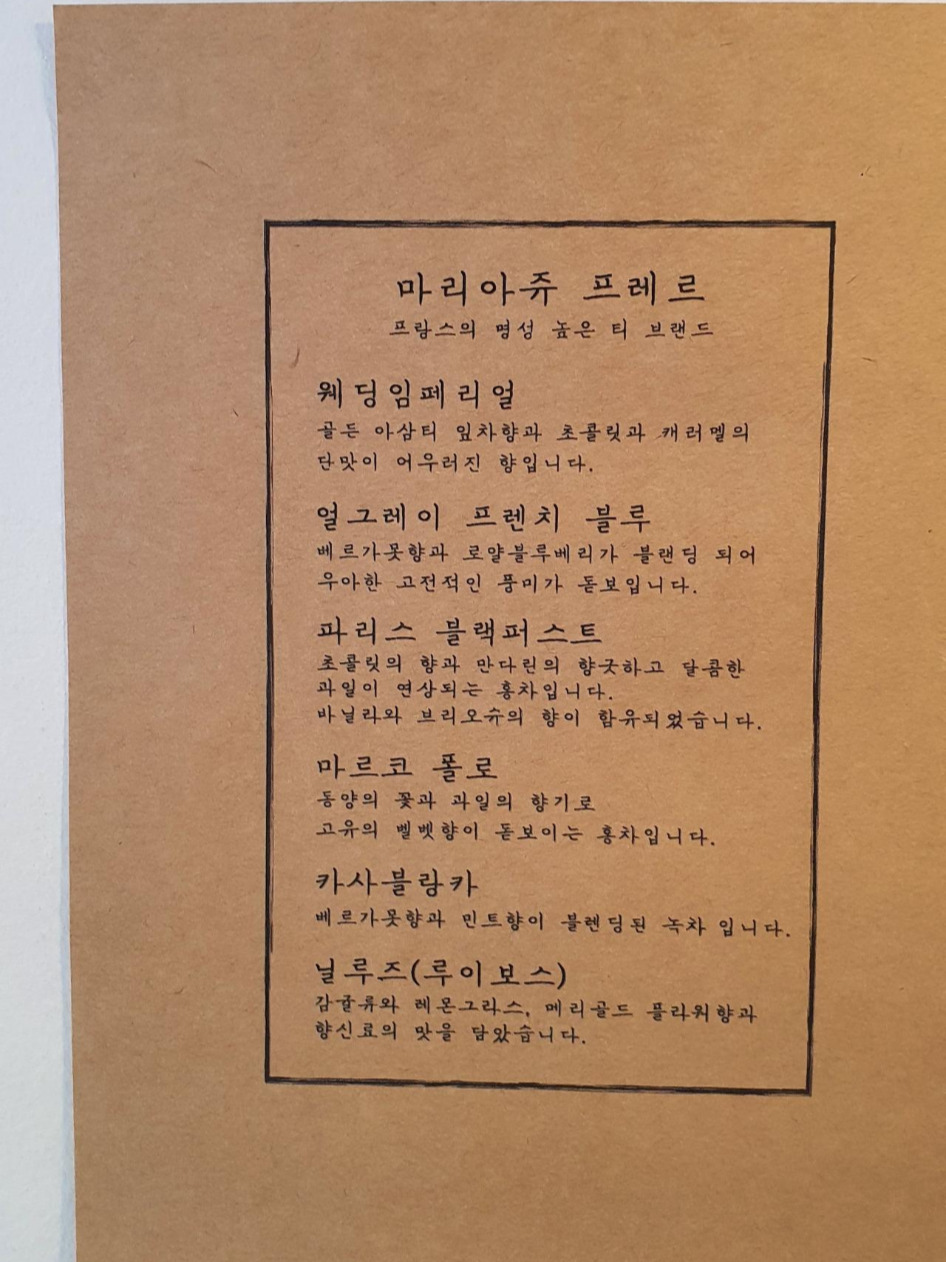 마리아쥬 프레르
프랑스의 명성 높은 티 브랜드
웨딩임페리얼
골든 아삼티 잎차향과 초콜릿과 캐러멜의
단맛이 어우러진 향입니다.
얼그레이 프렌치 블루
베르가못향과 로얄블루베리가 블랜딩 되어
우아한 고전적인 풍미가 돋보입니다.
파리스 블랙퍼스트
초콜릿의 향과 만다린의 향긋하고 달콤한
과일이 연상되는 홍차입니다.
바닐라와 브리오슈의 향이 함유되었습니다.
마르코 폴로
동양의 꽃과 과일의 향기로
고유의 벨벳향이 돋보이는 홍차입니다.
카사블랑카
베르가못향과 민트향이 블렌딩된 녹차 입니다.
닐루즈(루이보스)
감귤류와 레몬그라스, 메리골드 플라워향과
향신료의 맛을 담았습니다.